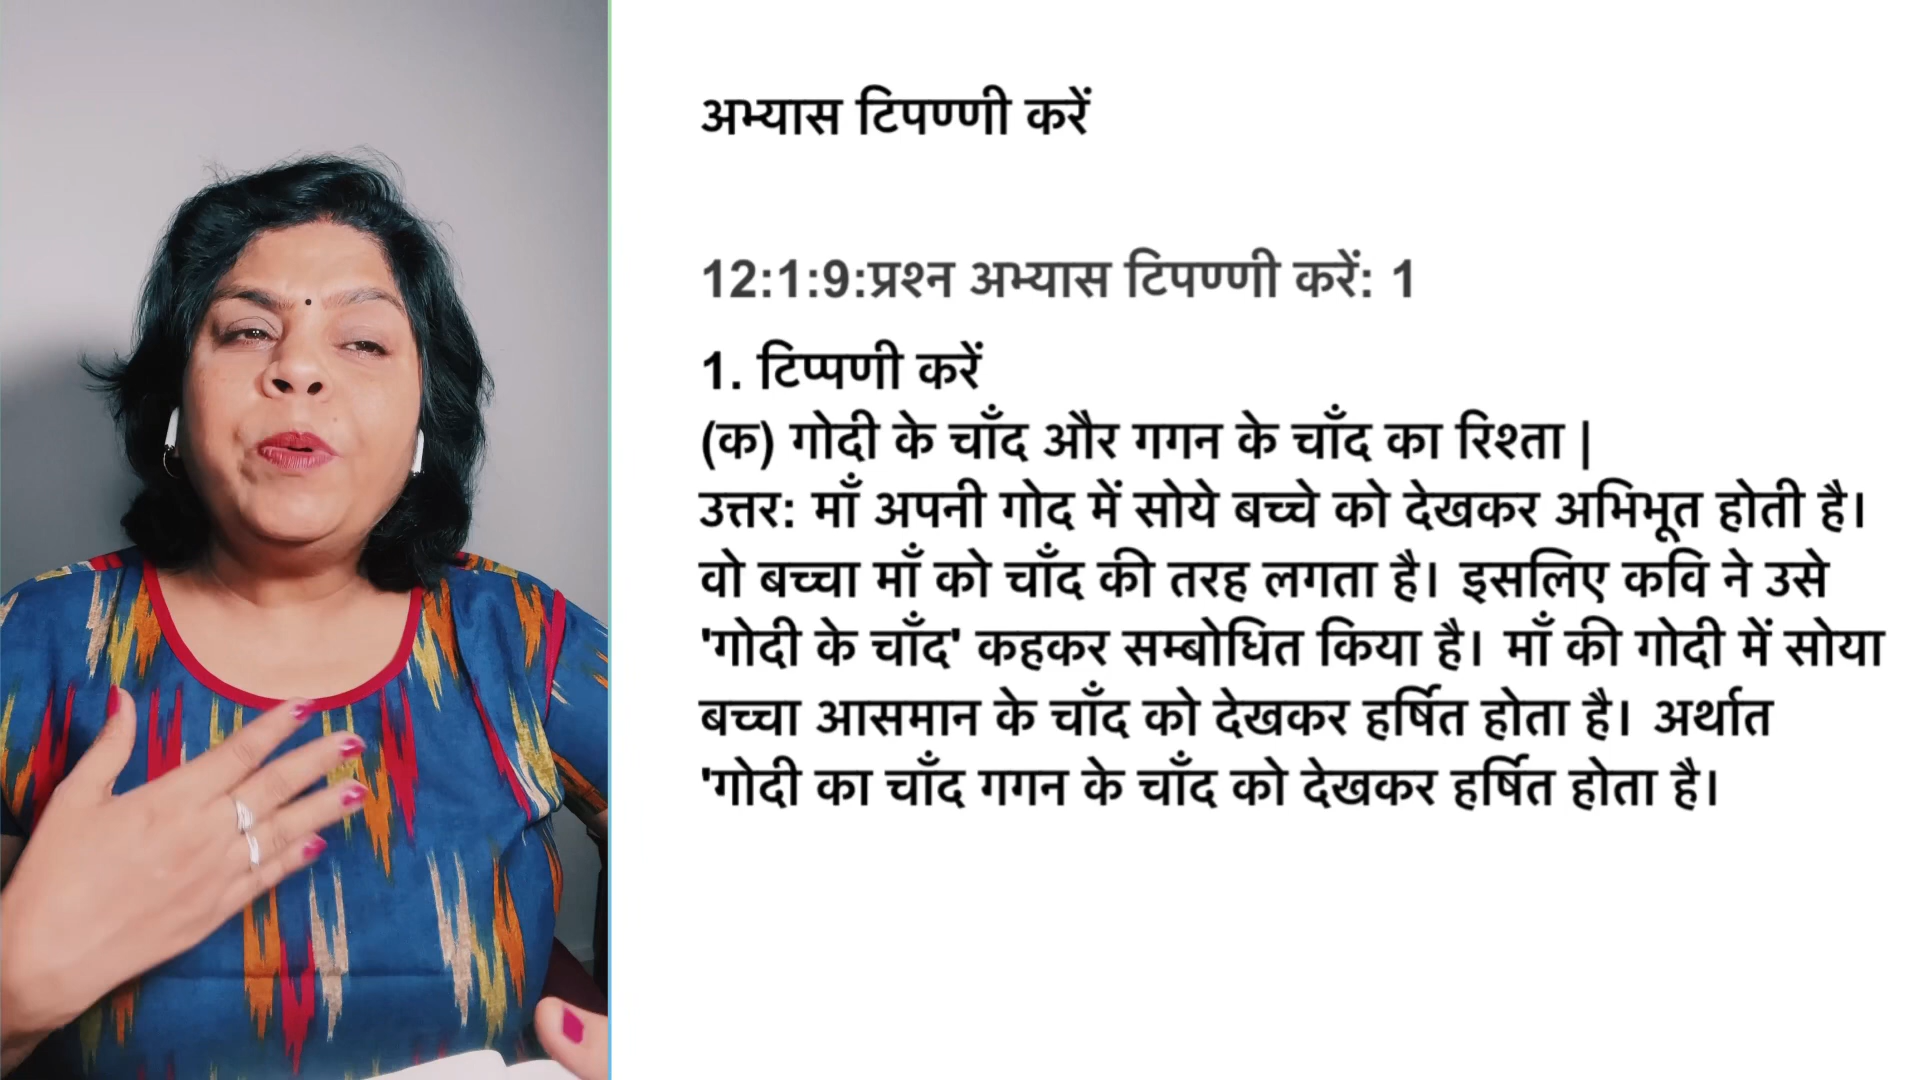 अभ्यास टिपण्णी करें
12:1:9:प्रश्न अभ्यास टिपण्णी करें: 1
1. टिप्पणी करें
(क) गोदी के चाँद और गगन के चाँद का रिश्ता |
उत्तर: माँ अपनी गोद में सोये बच्चे को देखकर अभिभूत होती है।
वो बच्चा माँ को चाँद की तरह लगता है। इसलिए कवि ने उसे
'गोदी के चाँद' कहकर सम्बोधित किया है। माँ की गोदी में सोया
बच्चा आसमान के चाँद को देखकर हर्षित होता है। अर्थात
'गोदी का चाँद गगन के चाँद को देखकर हर्षित होता है।